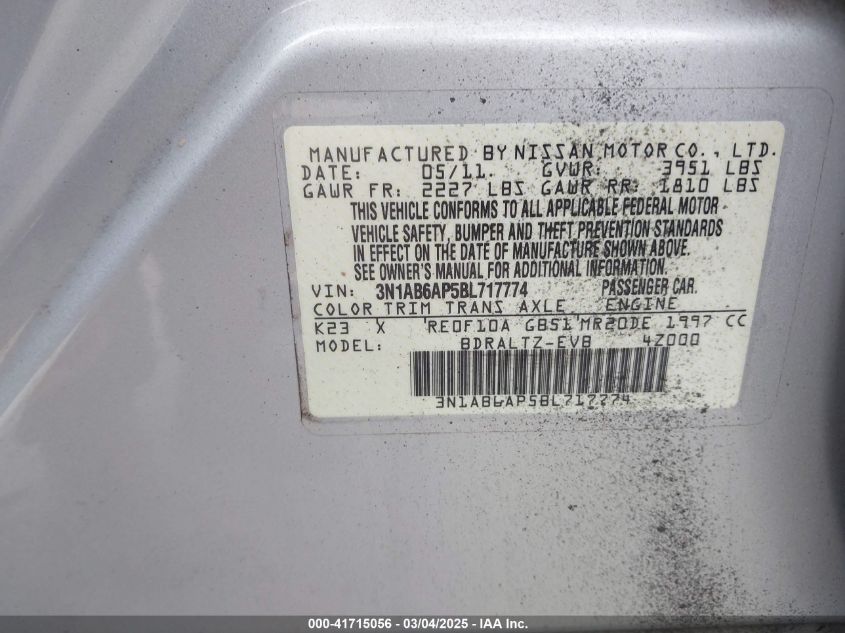 MANUFACTURED BY NISSAN MOTOR CO., LTD.
DATE: 05/11. GVWR: 3951 LBS
GAWR FR: 2227 LBS GAWR RR: 1810 LBS
THIS VEHICLE CONFORMS TO ALL APPLICABLE FEDERAL MOTOR
VEHICLE SAFETY, BUMPER AND THEFT PREVENTION STANDARDS
IN EFFECT ON THE DATE OF MANUFACTURE SHOWN ABOVE.
SEE OWNER'S MANUAL FOR ADDITIONAL INFORMATION.
VIN: 3N1AB6AP5BL717774 PASSENGER CAR.
COLOR TRIM TRANS AXLE ENGINE
K23 X RE0F10A GB51 MR20DE 1997 CC
MODEL: BDRALTZ-EVB 4Z000
3N1AB6AP5BL717774
000-41715056 — 03/04/2025 — IAA Inc.